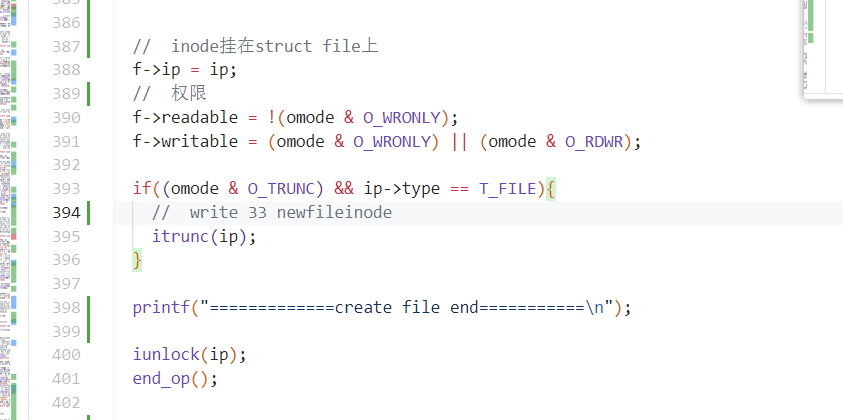 385
386
387 //  inode挂在struct file上
388 f->ip = ip;
389 //  权限
390 f->readable = !(omode & O_WRONLY);
391 f->writable = (omode & O_WRONLY) || (omode & O_RDWR);
392
393 if((omode & O_TRUNC) && ip->type == T_FILE){
394 //  write 33 newfileinode
395 itrunc(ip);
396 }
397
398 printf("=============create file end===========\n");
399
400 iunlock(ip);
401 end_op();
402